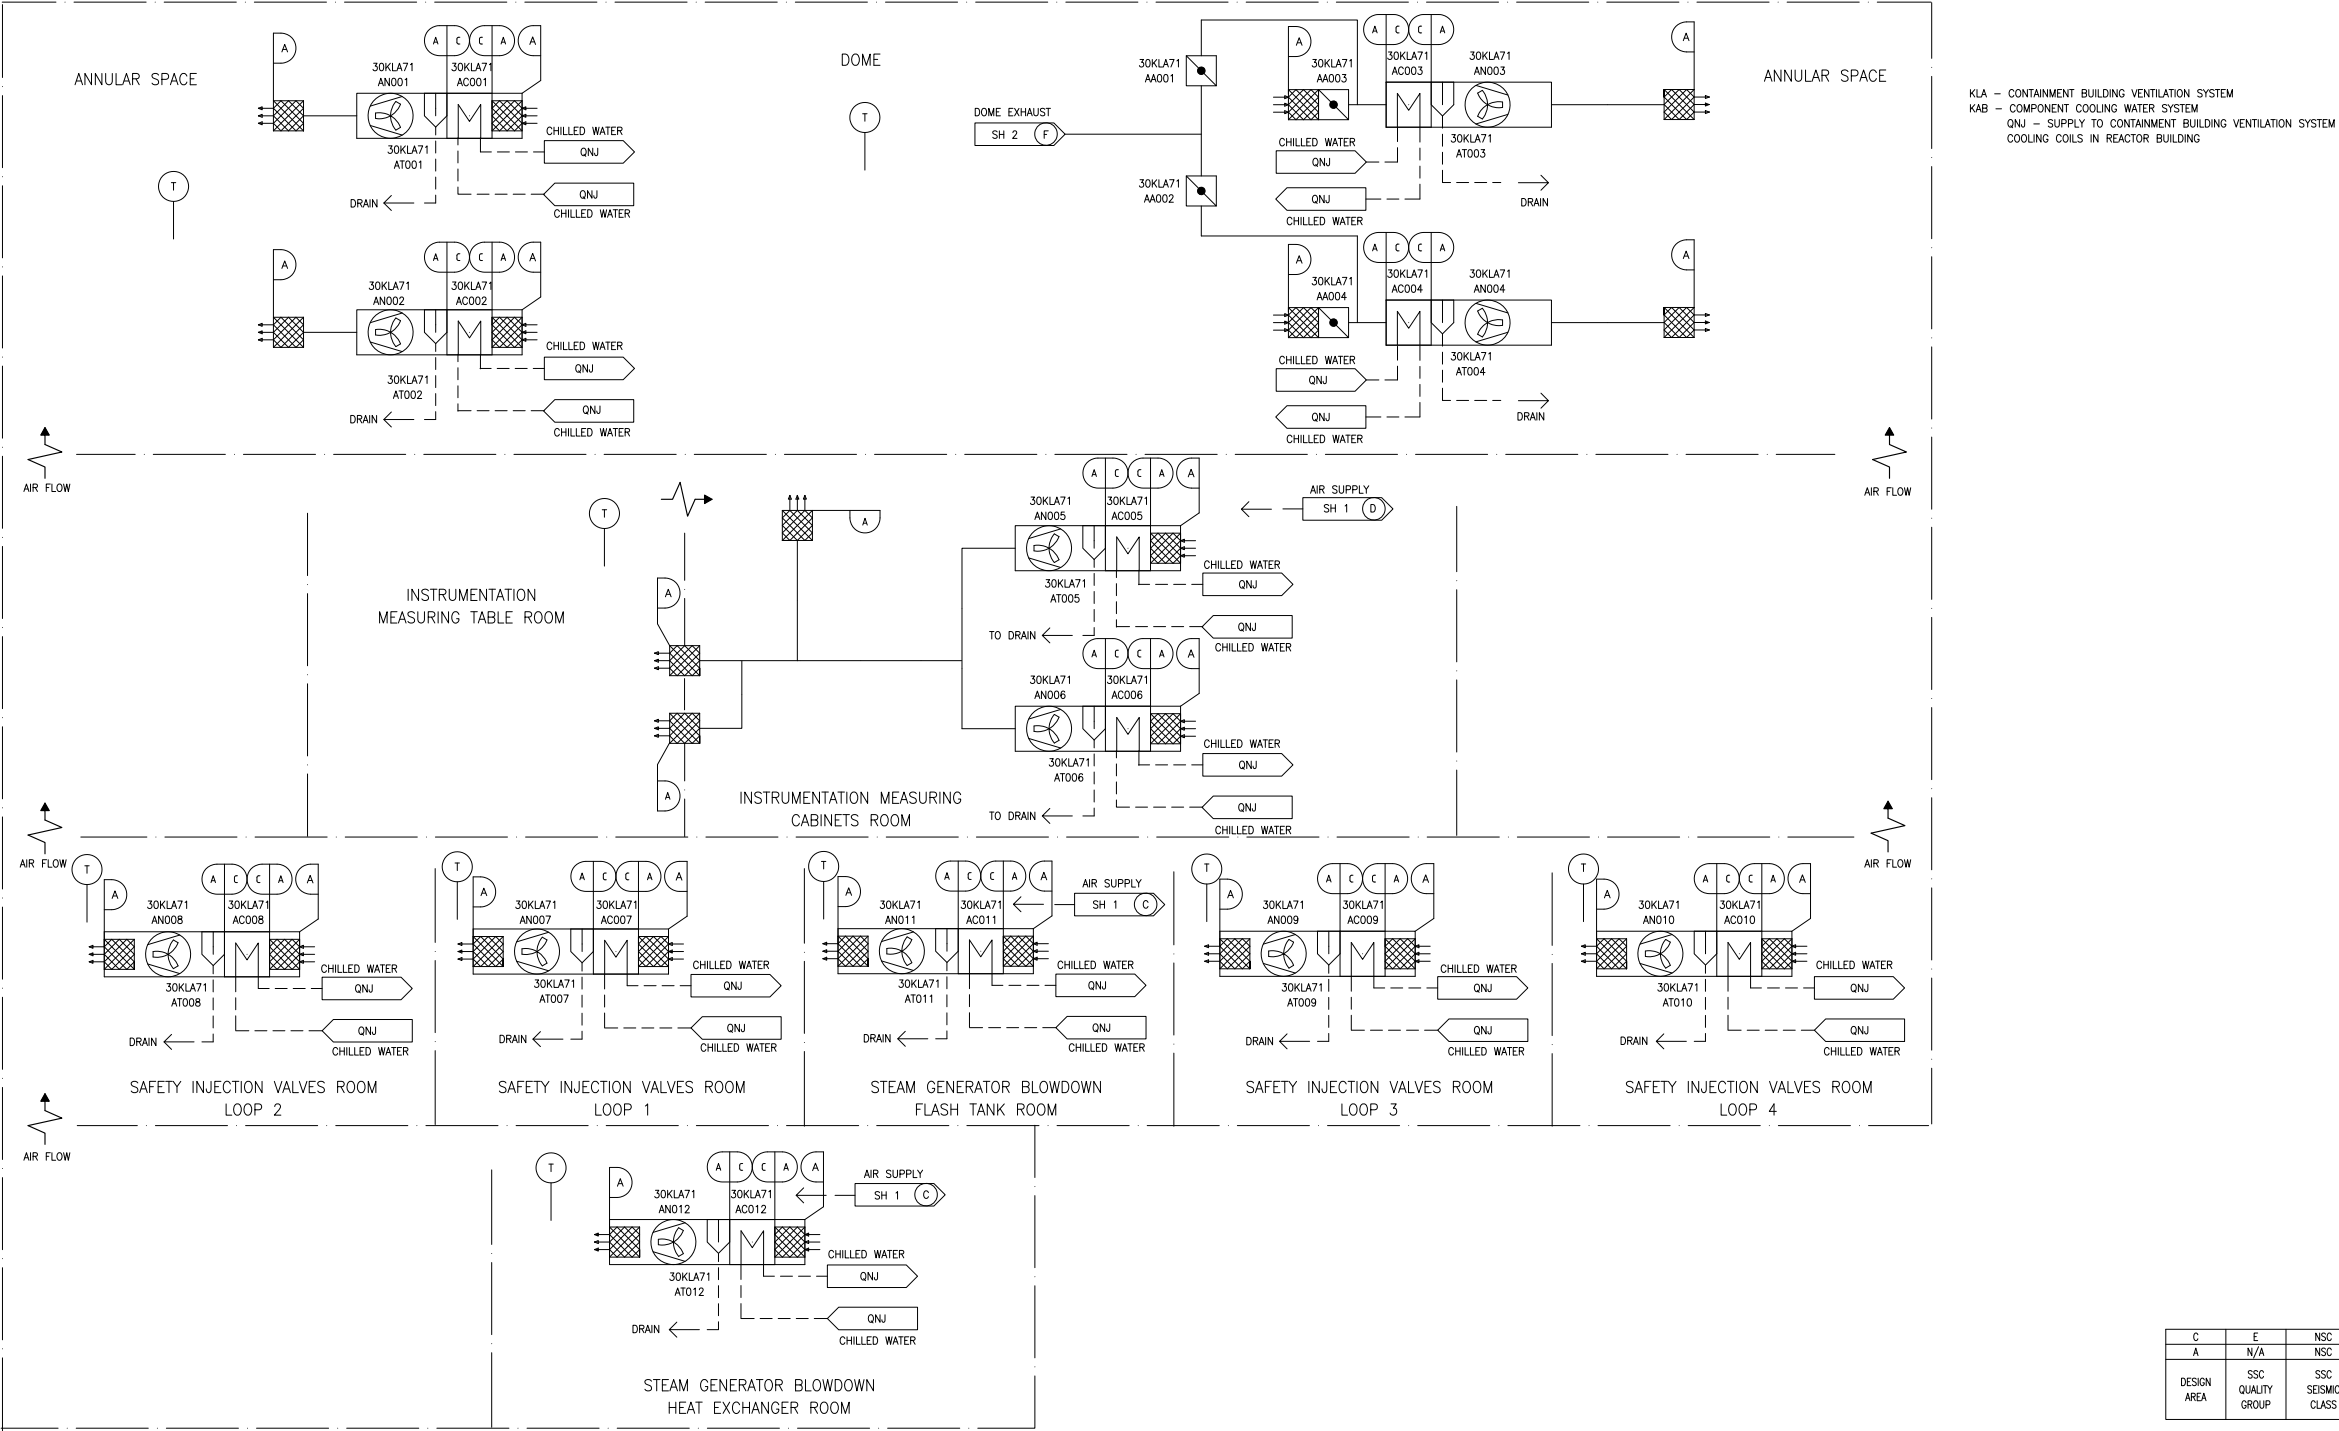 ANNULAR SPACE
A
A
C
C
A
A
30KLA71
AN001
30KLA71
AC001
CHILLED WATER
QNJ
30KLA71
AT001
QNJ
CHILLED WATER
DRAIN
T
A
A
C
C
A
A
30KLA71
AN002
30KLA71
AC002
CHILLED WATER
QNJ
30KLA71
AT002
QNJ
CHILLED WATER
DRAIN
DOME
T
DOME EXHAUST
SH 2
F
30KLA71
AA001
30KLA71
AA002
A
A
C
C
A
A
30KLA71
AA003
30KLA71
AC003
30KLA71
AN003
CHILLED WATER
QNJ
30KLA71
AT003
QNJ
CHILLED WATER
DRAIN
ANNULAR SPACE
A
A
C
C
A
A
30KLA71
AA004
30KLA71
AC004
30KLA71
AN004
CHILLED WATER
QNJ
30KLA71
AT004
QNJ
CHILLED WATER
DRAIN
KLA – CONTAINMENT BUILDING VENTILATION SYSTEM
KAB – COMPONENT COOLING WATER SYSTEM
QNJ – SUPPLY TO CONTAINMENT BUILDING VENTILATION SYSTEM
COOLING COILS IN REACTOR BUILDING
AIR FLOW
AIR FLOW
T
INSTRUMENTATION
MEASURING TABLE ROOM
A
A
A
A
C
C
A
A
30KLA71
AN005
30KLA71
AC005
AIR SUPPLY
SH 1
D
CHILLED WATER
QNJ
30KLA71
AT005
QNJ
CHILLED WATER
TO DRAIN
A
C
C
A
A
30KLA71
AN006
30KLA71
AC006
CHILLED WATER
QNJ
30KLA71
AT006
QNJ
CHILLED WATER
TO DRAIN
INSTRUMENTATION MEASURING
CABINETS ROOM
AIR FLOW
AIR FLOW
T
A
A
C
C
A
A
30KLA71
AN008
30KLA71
AC008
CHILLED WATER
QNJ
30KLA71
AT008
QNJ
CHILLED WATER
DRAIN
SAFETY INJECTION VALVES ROOM
LOOP 2
T
A
A
C
C
A
A
30KLA71
AN007
30KLA71
AC007
CHILLED WATER
QNJ
30KLA71
AT007
QNJ
CHILLED WATER
DRAIN
SAFETY INJECTION VALVES ROOM
LOOP 1
T
A
A
C
C
A
A
30KLA71
AN011
30KLA71
AC011
AIR SUPPLY
SH 1
C
CHILLED WATER
QNJ
30KLA71
AT011
QNJ
CHILLED WATER
DRAIN
STEAM GENERATOR BLOWDOWN
FLASH TANK ROOM
T
A
A
C
C
A
A
30KLA71
AN009
30KLA71
AC009
CHILLED WATER
QNJ
30KLA71
AT009
QNJ
CHILLED WATER
DRAIN
SAFETY INJECTION VALVES ROOM
LOOP 3
T
A
A
C
C
A
A
30KLA71
AN010
30KLA71
AC010
CHILLED WATER
QNJ
30KLA71
AT010
QNJ
CHILLED WATER
DRAIN
SAFETY INJECTION VALVES ROOM
LOOP 4
AIR FLOW
T
A
A
C
C
A
A
30KLA71
AN012
30KLA71
AC012
AIR SUPPLY
SH 1
C
CHILLED WATER
QNJ
30KLA71
AT012
QNJ
CHILLED WATER
DRAIN
STEAM GENERATOR BLOWDOWN
HEAT EXCHANGER ROOM
C E NSC
A N/A NSC
DESIGN
AREA
SSC
QUALITY
GROUP
SSC
SEISMIC
CLASS